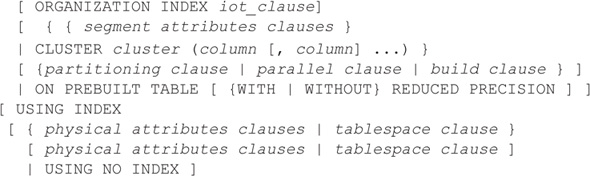 [ ORGANIZATION INDEX iot_clause]
[ { { segment attributes clauses }
| CLUSTER cluster (column [, column] ...) }
[ {partitioning clause | parallel clause | build clause } ]
| ON PREBUILT TABLE [ {WITH | WITHOUT} REDUCED PRECISION ] ]
[ USING INDEX
[ { physical attributes clauses | tablespace clause }
[ physical attributes clauses | tablespace clause ]
| USING NO INDEX ]